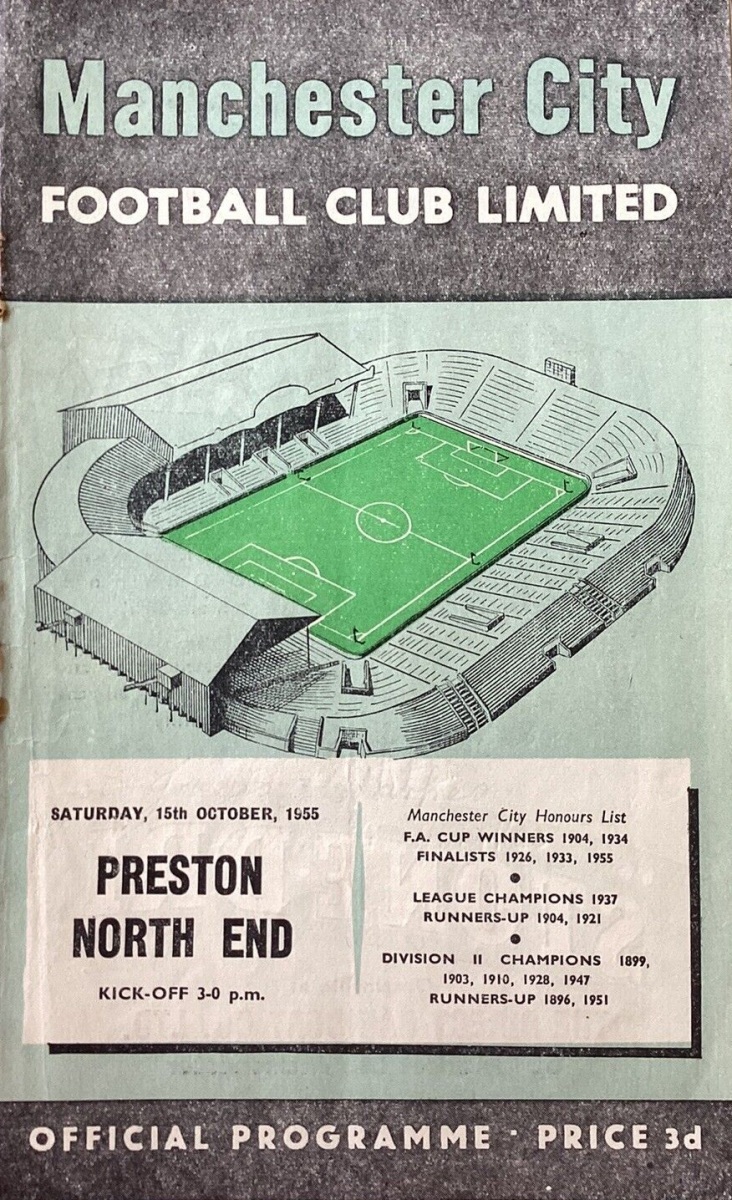 Manchester City
FOOTBALL CLUB LIMITED
SATURDAY, 15th OCTOBER, 1955
PRESTON
NORTH END
KICK-OFF 3-0 p.m.
Manchester City Honours List
F.A. CUP WINNERS 1904, 1934
FINALISTS 1926, 1933, 1955
●
LEAGUE CHAMPIONS 1937
RUNNERS-UP 1904, 1921
●
DIVISION II CHAMPIONS 1899,
1903, 1910, 1928, 1947
RUNNERS-UP 1896, 1951
OFFICIAL PROGRAMME · PRICE 3d